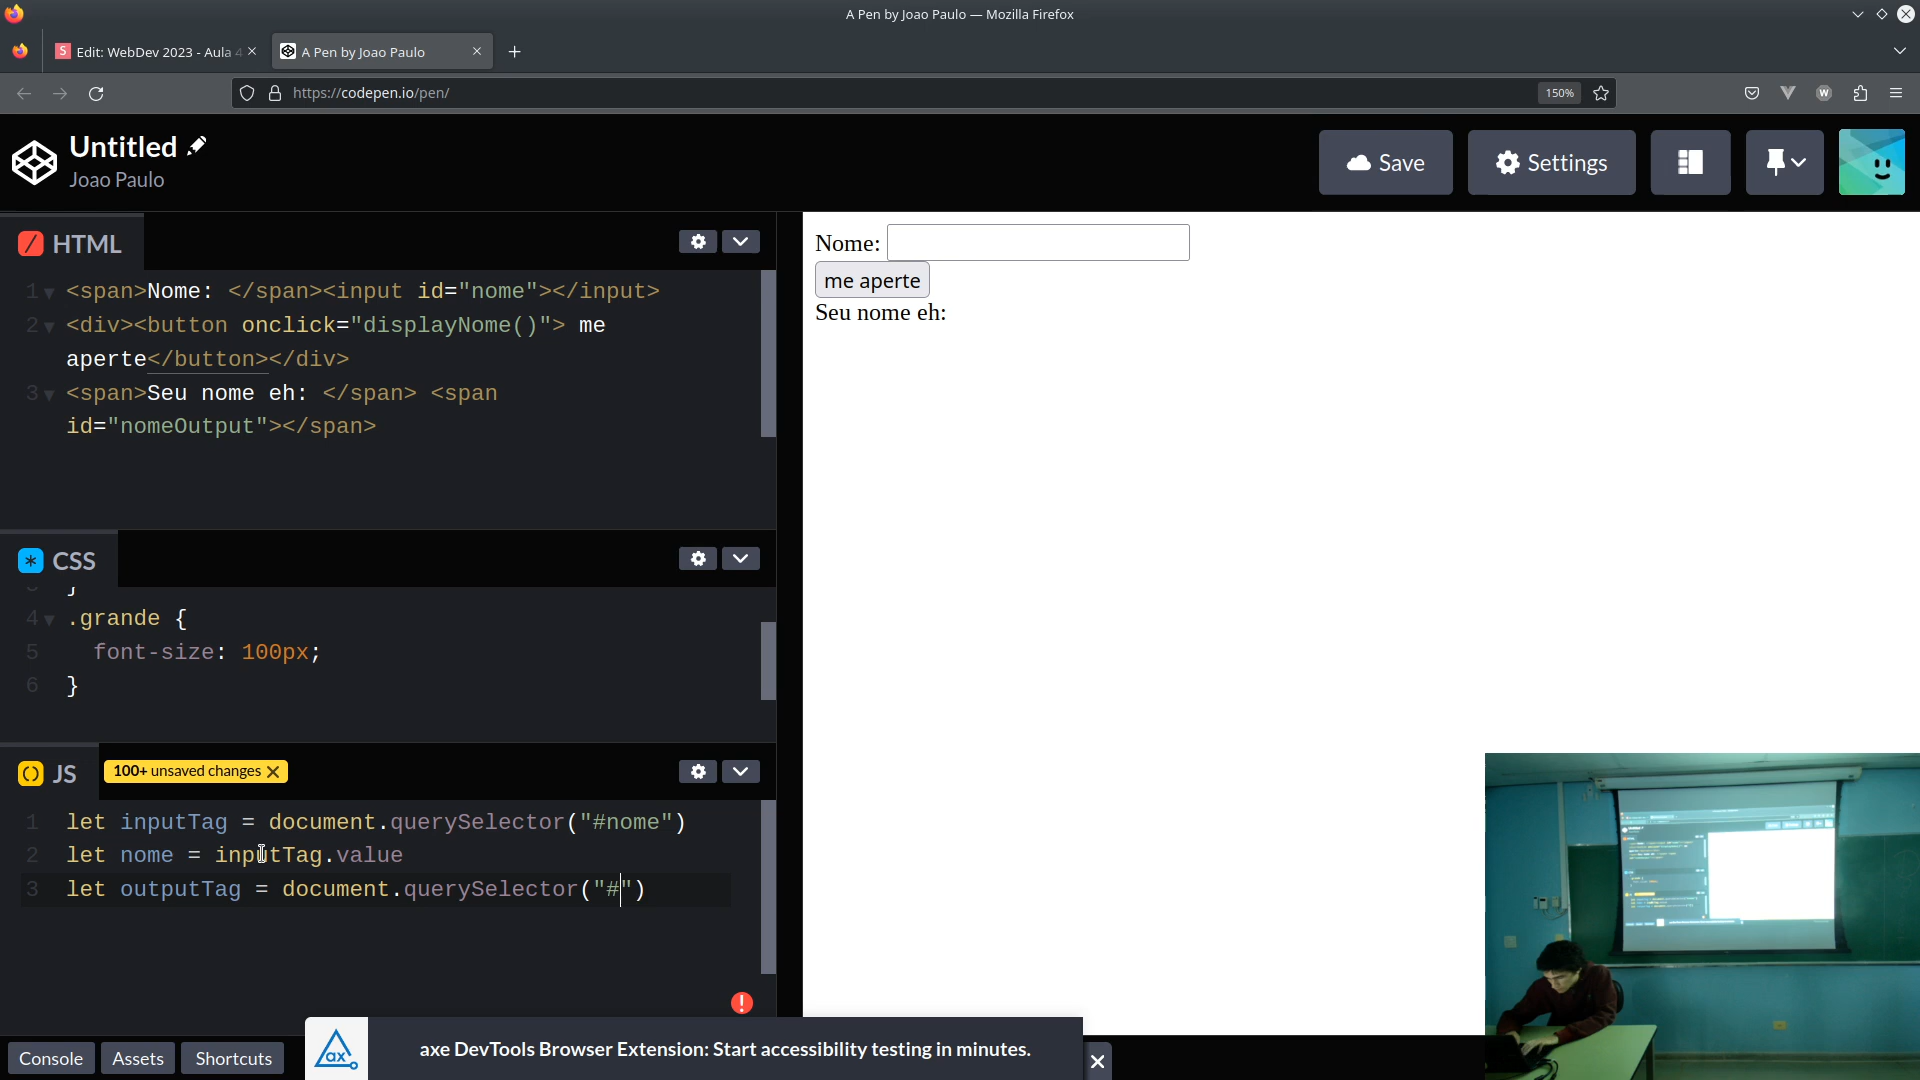 A Pen by Joao Paulo — Mozilla Firefox
Edit: WebDev 2023 - Aula 4
A Pen by Joao Paulo
https://codepen.io/pen/
150%
Untitled
Joao Paulo
Save
Settings
HTML
1 <span>Nome: </span><input id="nome"></input>
2 <div><button onclick="displayNome()"> me
aperte</button></div>
3 <span>Seu nome eh: </span> <span
id="nomeOutput"></span>
CSS
}
4 .grande {
5 font-size: 100px;
6 }
JS
100+ unsaved changes
1 let inputTag = document.querySelector("#nome")
2 let nome = inputTag.value
3 let outputTag = document.querySelector("#")
Nome:
me aperte
Seu nome eh:
Console
Assets
Shortcuts
ax
axe DevTools Browser Extension: Start accessibility testing in minutes.